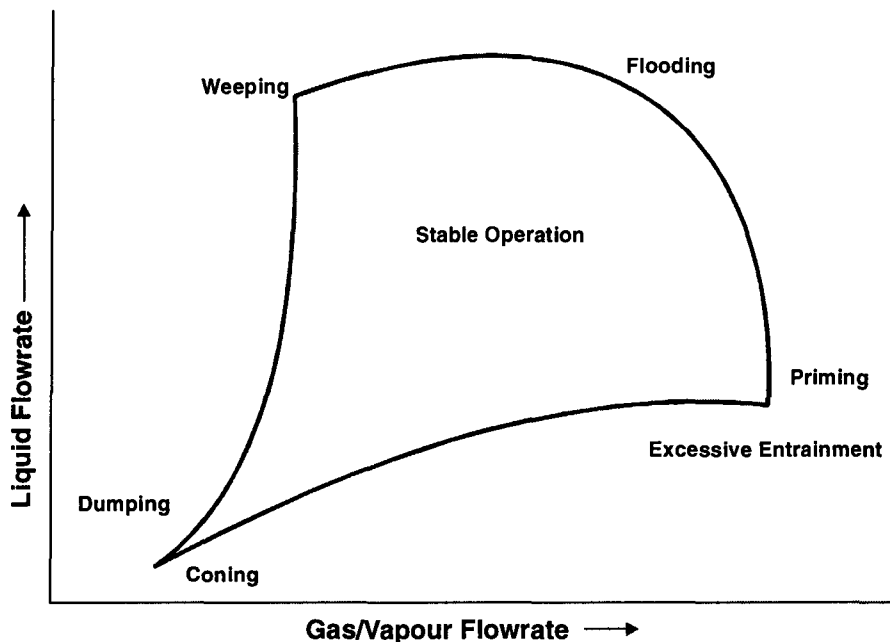 Flooding
Weeping
Stable Operation
Liquid Flowrate
Priming
Excessive Entrainment
Dumping
Coning
Gas/Vapour Flowrate